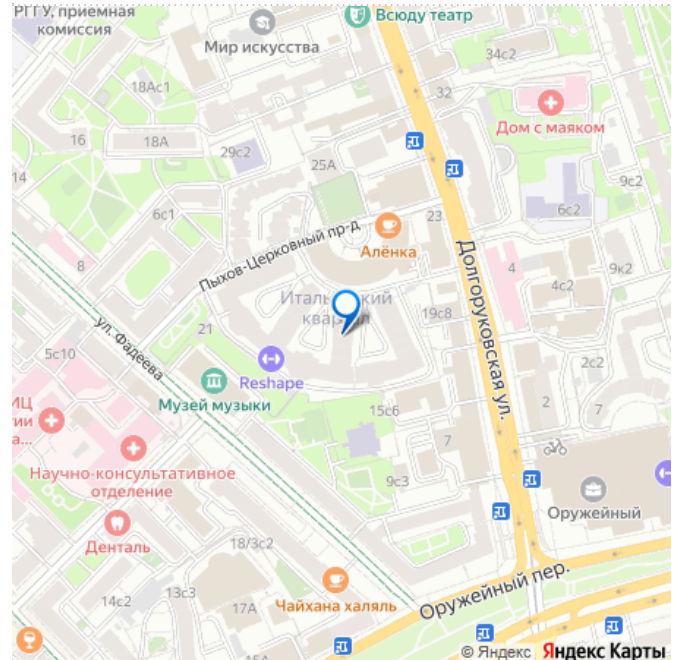 РГГУ, приемная
комиссия
Мир искусства
Всюду театр
34с2
18Ас1
32
Дом с маяком
16
18А
29с2
25А
14
9с2
6с1
6с2
23
Пыхов-Церковный пр-д
Алёнка
8
4
9к2
4с2
Итальянский
квартал
19с8
Долгоруковская ул.
21
ул. Фадеева
5с10
Reshape
2с2
Музей музыки
15с6
2
7
7
ИЦ
ии
а...
Научно-консультативное
отделение
9с3
Оружейный
Денталь
18/3с2
Оружейный пер.
13с3
14с2
17А
Чайхана халяль
© Яндекс Яндекс Карты